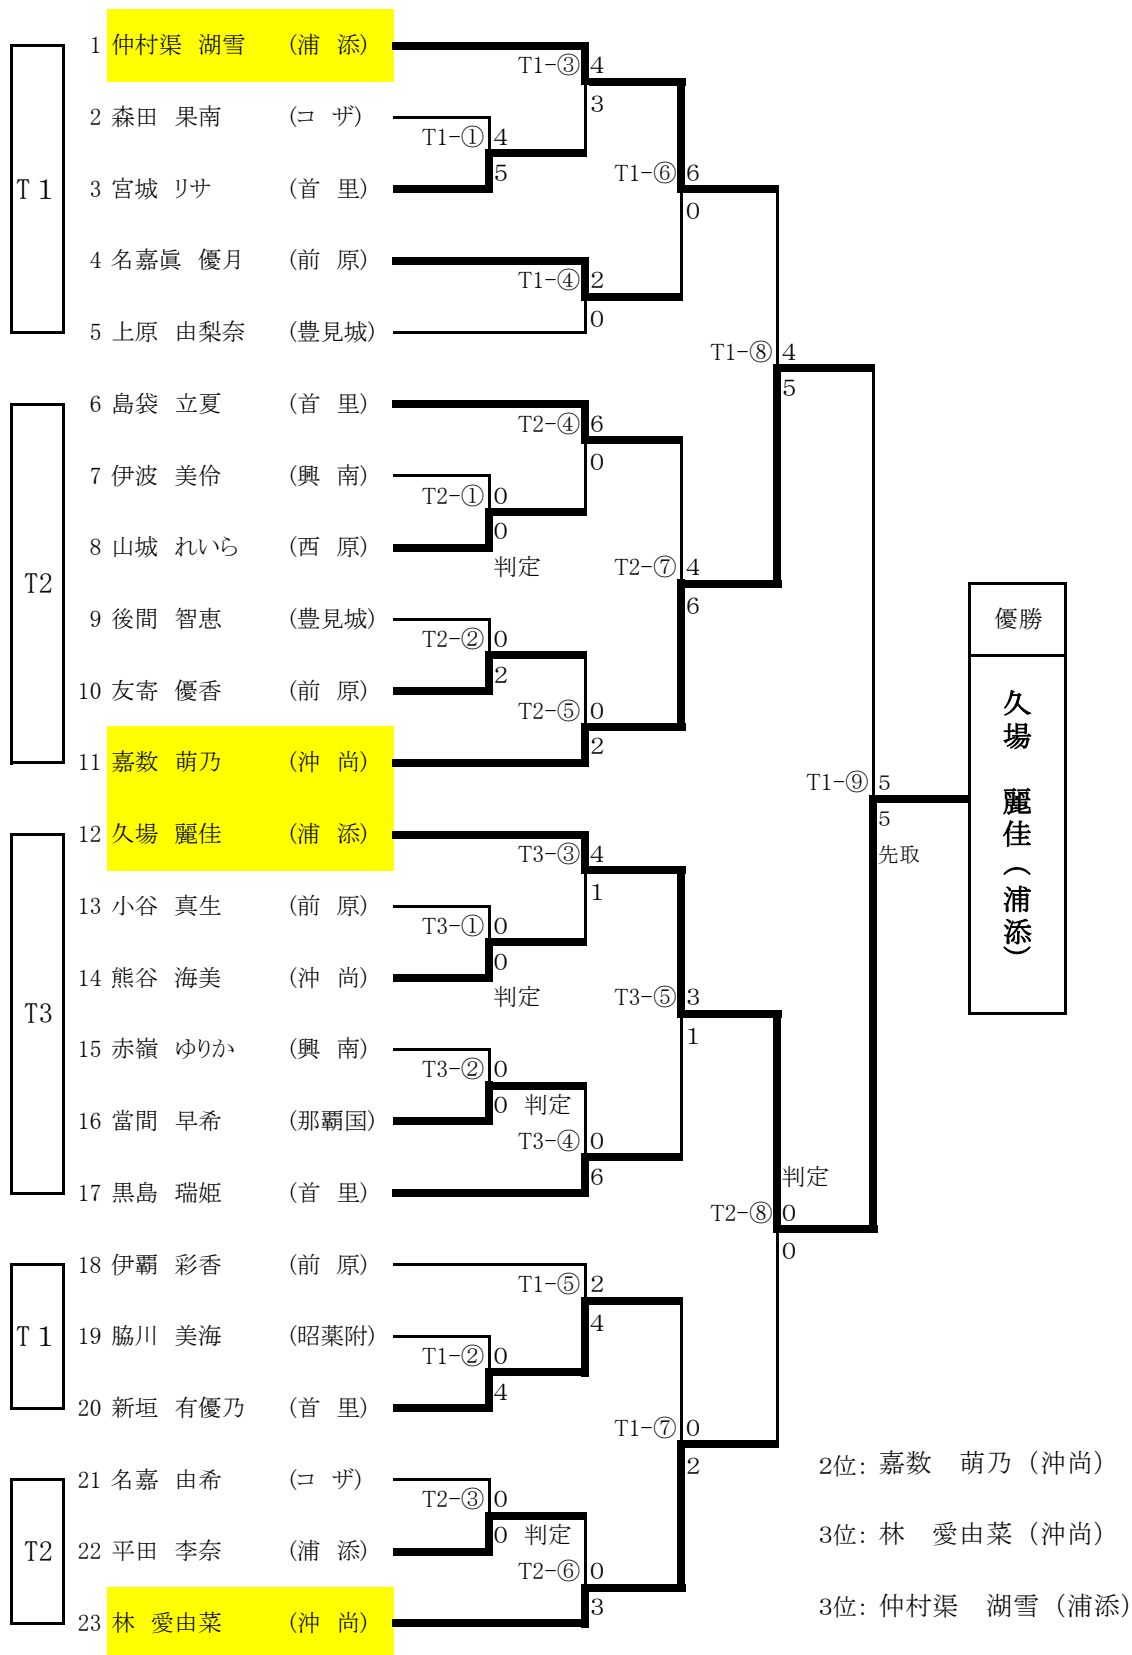 1 仲村渠 湖雪 (浦 添)
T1-③ 4
3
2 森田 果南 (コ ザ)
T1-① 4
5
T1
3 宮城 リサ (首 里)
T1-⑥ 6
0
4 名嘉眞 優月 (前 原)
T1-④ 2
0
5 上原 由梨奈 (豊見城)
T1-⑧ 4
5
6 島袋 立夏 (首 里)
T2-④ 6
0
7 伊波 美伶 (興 南)
T2-① 0
0
判定
8 山城 れいら (西 原)
T2-⑦ 4
6
T2
9 後間 智恵 (豊見城)
T2-② 0
2
10 友寄 優香 (前 原)
T2-⑤ 0
2
11 嘉数 萌乃 (沖 尚)
T1-⑨ 5
5
先取
優勝
久場 麗佳(浦添)
12 久場 麗佳 (浦 添)
T3-③ 4
1
13 小谷 真生 (前 原)
T3-① 0
0
判定
14 熊谷 海美 (沖 尚)
T3-⑤ 3
1
T3
15 赤嶺 ゆりか (興 南)
T3-② 0
0 判定
16 當間 早希 (那覇国)
T3-④ 0
6
17 黒島 瑞姫 (首 里)
判定
T2-⑧ 0
0
18 伊覇 彩香 (前 原)
T1-⑤ 2
4
T1
19 脇川 美海 (昭薬附)
T1-② 0
4
20 新垣 有優乃 (首 里)
T1-⑦ 0
2
21 名嘉 由希 (コ ザ)
T2-③ 0
0 判定
T2
22 平田 李奈 (浦 添)
T2-⑥ 0
3
23 林 愛由菜 (沖 尚)
2位: 嘉数 萌乃 (沖尚)
3位: 林 愛由菜 (沖尚)
3位: 仲村渠 湖雪 (浦添)